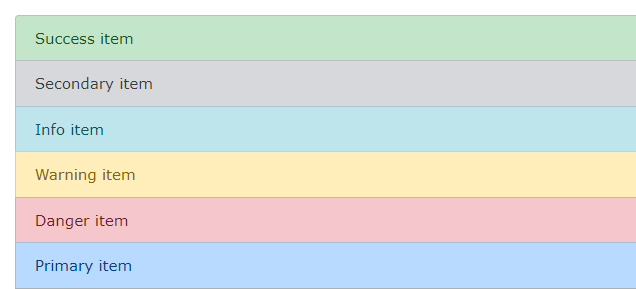 Success item
Secondary item
Info item
Warning item
Danger item
Primary item